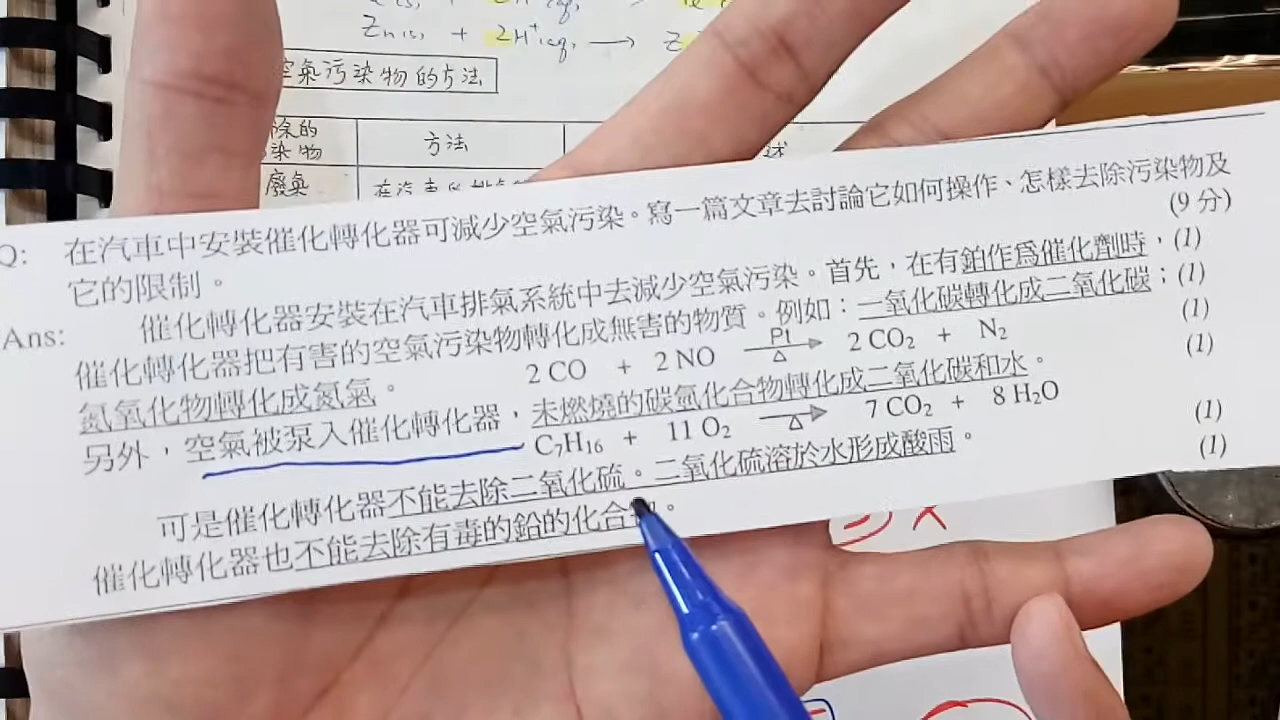 Zn(s) + 2H⁺(aq) → Z
空氣污染物的方法
除的
染物
方法
述
廢氣
Q: 在汽車中安裝催化轉化器可減少空氣污染。寫一篇文章去討論它如何操作、怎樣去除污染物及
它的限制。 (9 分)
Ans: 催化轉化器安裝在汽車排氣系統中去減少空氣污染。首先,在有鉑作爲催化劑時, (1)
催化轉化器把有害的空氣污染物轉化成無害的物質。例如:一氧化碳轉化成二氧化碳; (1)
氮氧化物轉化成氮氣。 (1)
2 CO + 2 NO Pt △ → 2 CO₂ + N₂
另外,空氣被泵入催化轉化器,未燃燒的碳氫化合物轉化成二氧化碳和水。 (1)
C₇H₁₆ + 11 O₂ △ → 7 CO₂ + 8 H₂O
可是催化轉化器不能去除二氧化硫。二氧化硫溶於水形成酸雨。 (1)
催化轉化器也不能去除有毒的鉛的化合 。 (1)